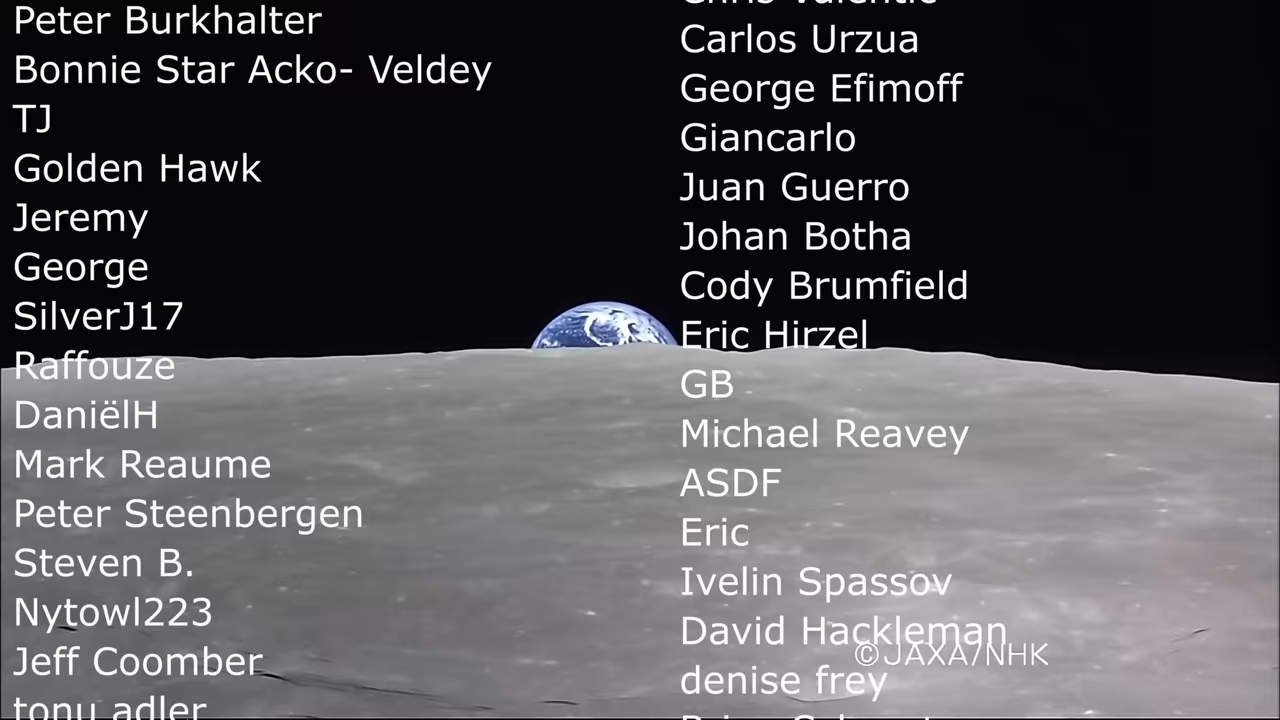 Peter Burkhalter
Bonnie Star Acko- Veldey
TJ
Golden Hawk
Jeremy
George
SilverJ17
Raffouze
DaniëlH
Mark Reaume
Peter Steenbergen
Steven B.
Nytowl223
Jeff Coomber
tony adler
Carlos Urzua
George Efimoff
Giancarlo
Juan Guerro
Johan Botha
Cody Brumfield
Eric Hirzel
GB
Michael Reavey
ASDF
Eric
Ivelin Spassov
David Hackleman
©JAXA/NHK
denise frey